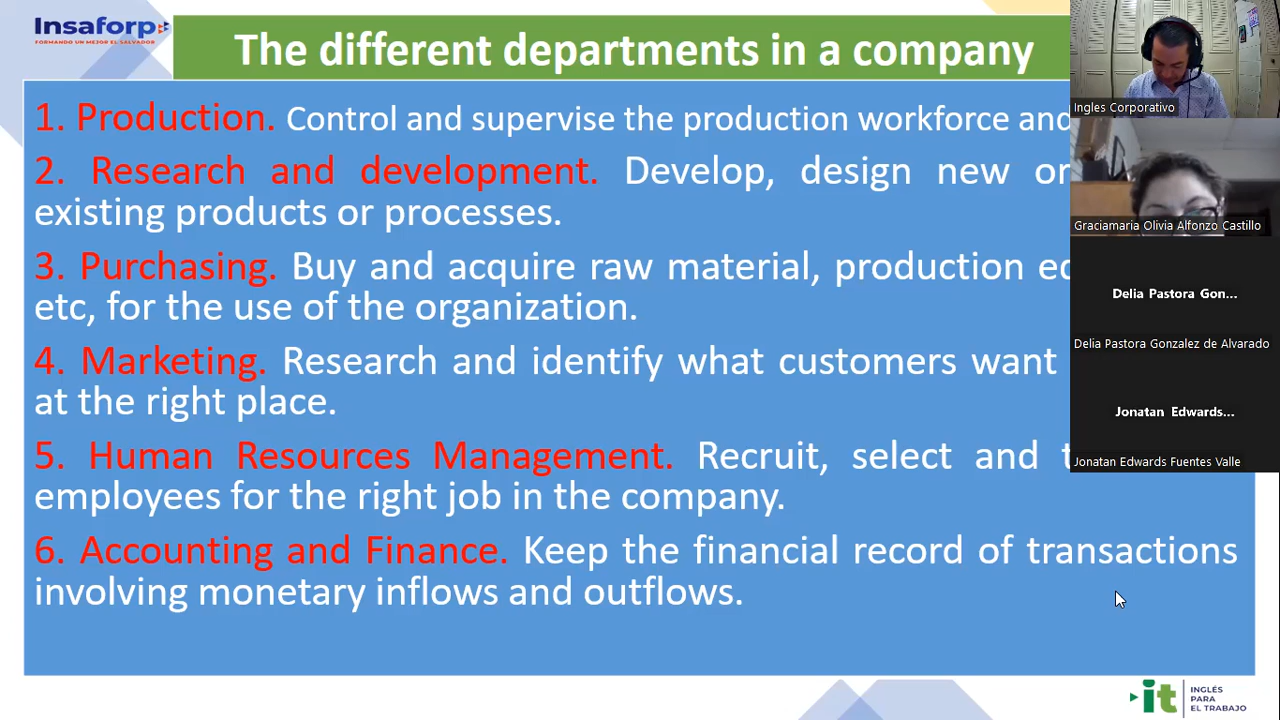 Insaforp
FORMANDO UN MEJOR EL SALVADOR
The different departments in a company
1. Production. Control and supervise the production workforce and
2. Research and development. Develop, design new or
existing products or processes.
3. Purchasing. Buy and acquire raw material, production
etc, for the use of the organization.
4. Marketing. Research and identify what customers want
at the right place.
5. Human Resources Management. Recruit, select and
employees for the right job in the company.
6. Accounting and Finance. Keep the financial record of transactions
involving monetary inflows and outflows.
Ingles Corporativo
Graciamaria Olivia Alfonzo Castillo
Delia Pastora Gon...
Delia Pastora Gonzalez de Alvarado
Jonatan Edwards...
Jonatan Edwards Fuentes Valle
it
INGLÉS
PARA
EL TRABAJO